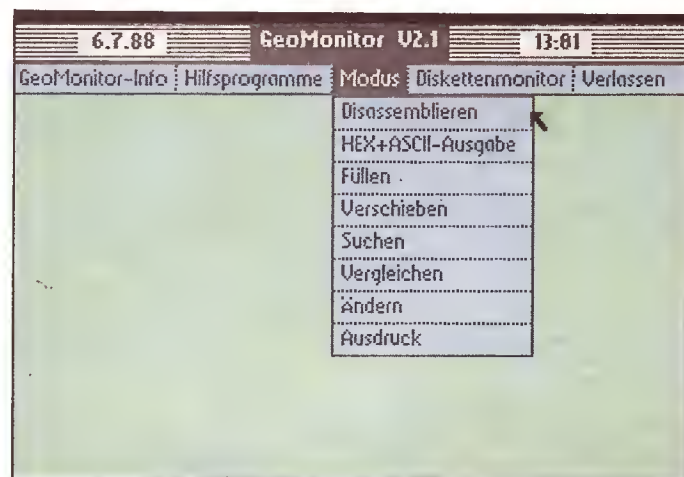 6.7.88 GeoMonitor V2.1 13:01
GeoMonitor-Info Hilfsprogramme Modus Diskettenmonitor Verlassen
Disassemblieren
HEX+ASCII-Ausgabe
Füllen
Verschieben
Suchen
Vergleichen
Ändern
Ausdruck